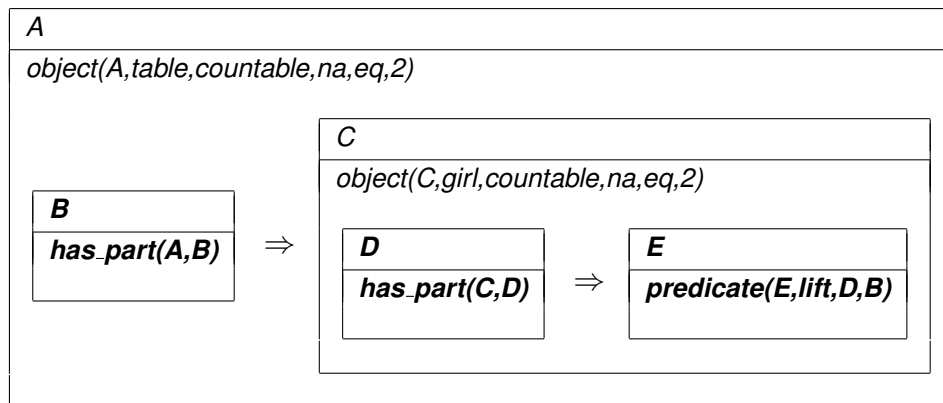 A
object(A,table,countable,na,eq,2)
C
object(C,girl,countable,na,eq,2)
B
has_part(A,B)
⇒
D
has_part(C,D)
⇒
E
predicate(E,lift,D,B)